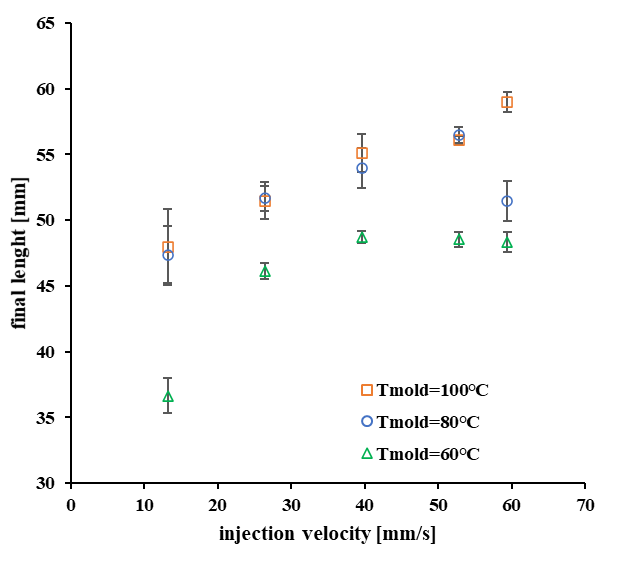 65
60
55
50
45
40
35
30
final lenght [mm]
Tmold=100°C
Tmold=80°C
Tmold=60°C
0 10 20 30 40 50 60 70
injection velocity [mm/s]